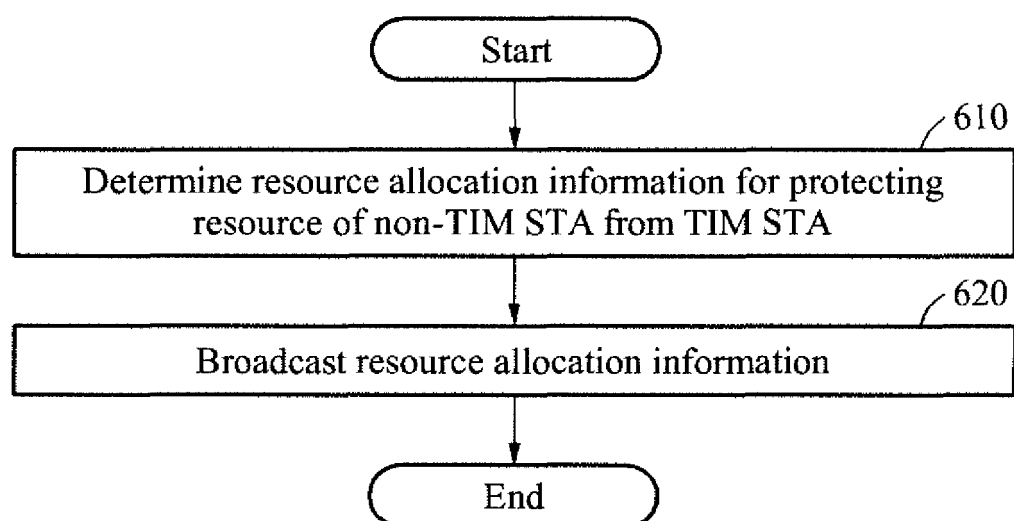 Start
610
Determine resource allocation information for protecting
resource of non-TIM STA from TIM STA
620
Broadcast resource allocation information
End